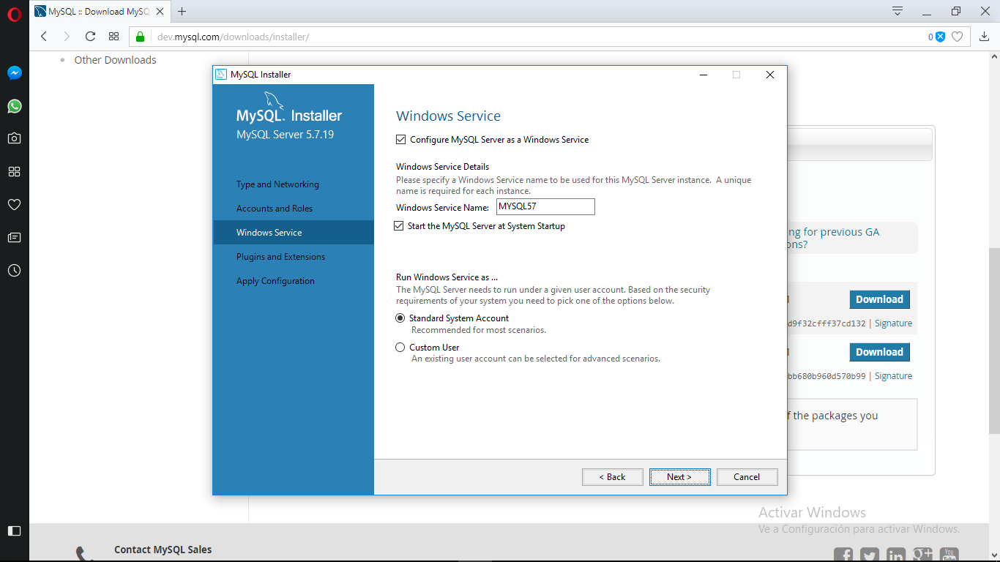 MySQL :: Download MySQ
dev.mysql.com/downloads/installer/
0
Other Downloads
MySQL Installer
MySQL. Installer
MySQL Server 5.7.19
Type and Networking
Accounts and Roles
Windows Service
Plugins and Extensions
Apply Configuration
Windows Service
Configure MySQL Server as a Windows Service
Windows Service Details
Please specify a Windows Service name to be used for this MySQL Server instance. A unique
name is required for each instance.
Windows Service Name: MYSQL57
Start the MySQL Server at System Startup
Run Windows Service as ...
The MySQL Server needs to run under a given user account. Based on the security
requirements of your system you need to pick one of the options below.
Standard System Account
Recommended for most scenarios.
Custom User
An existing user account can be selected for advanced scenarios.
< Back
Next >
Cancel
ng for previous GA
ons?
Download
d9f32cfff37cd132 | Signature
Download
bb680b960d570b99 | Signature
f the packages you
Activar Windows
Ve a Configuración para activar Windows.
Contact MySQL Sales
f
in
g+
You